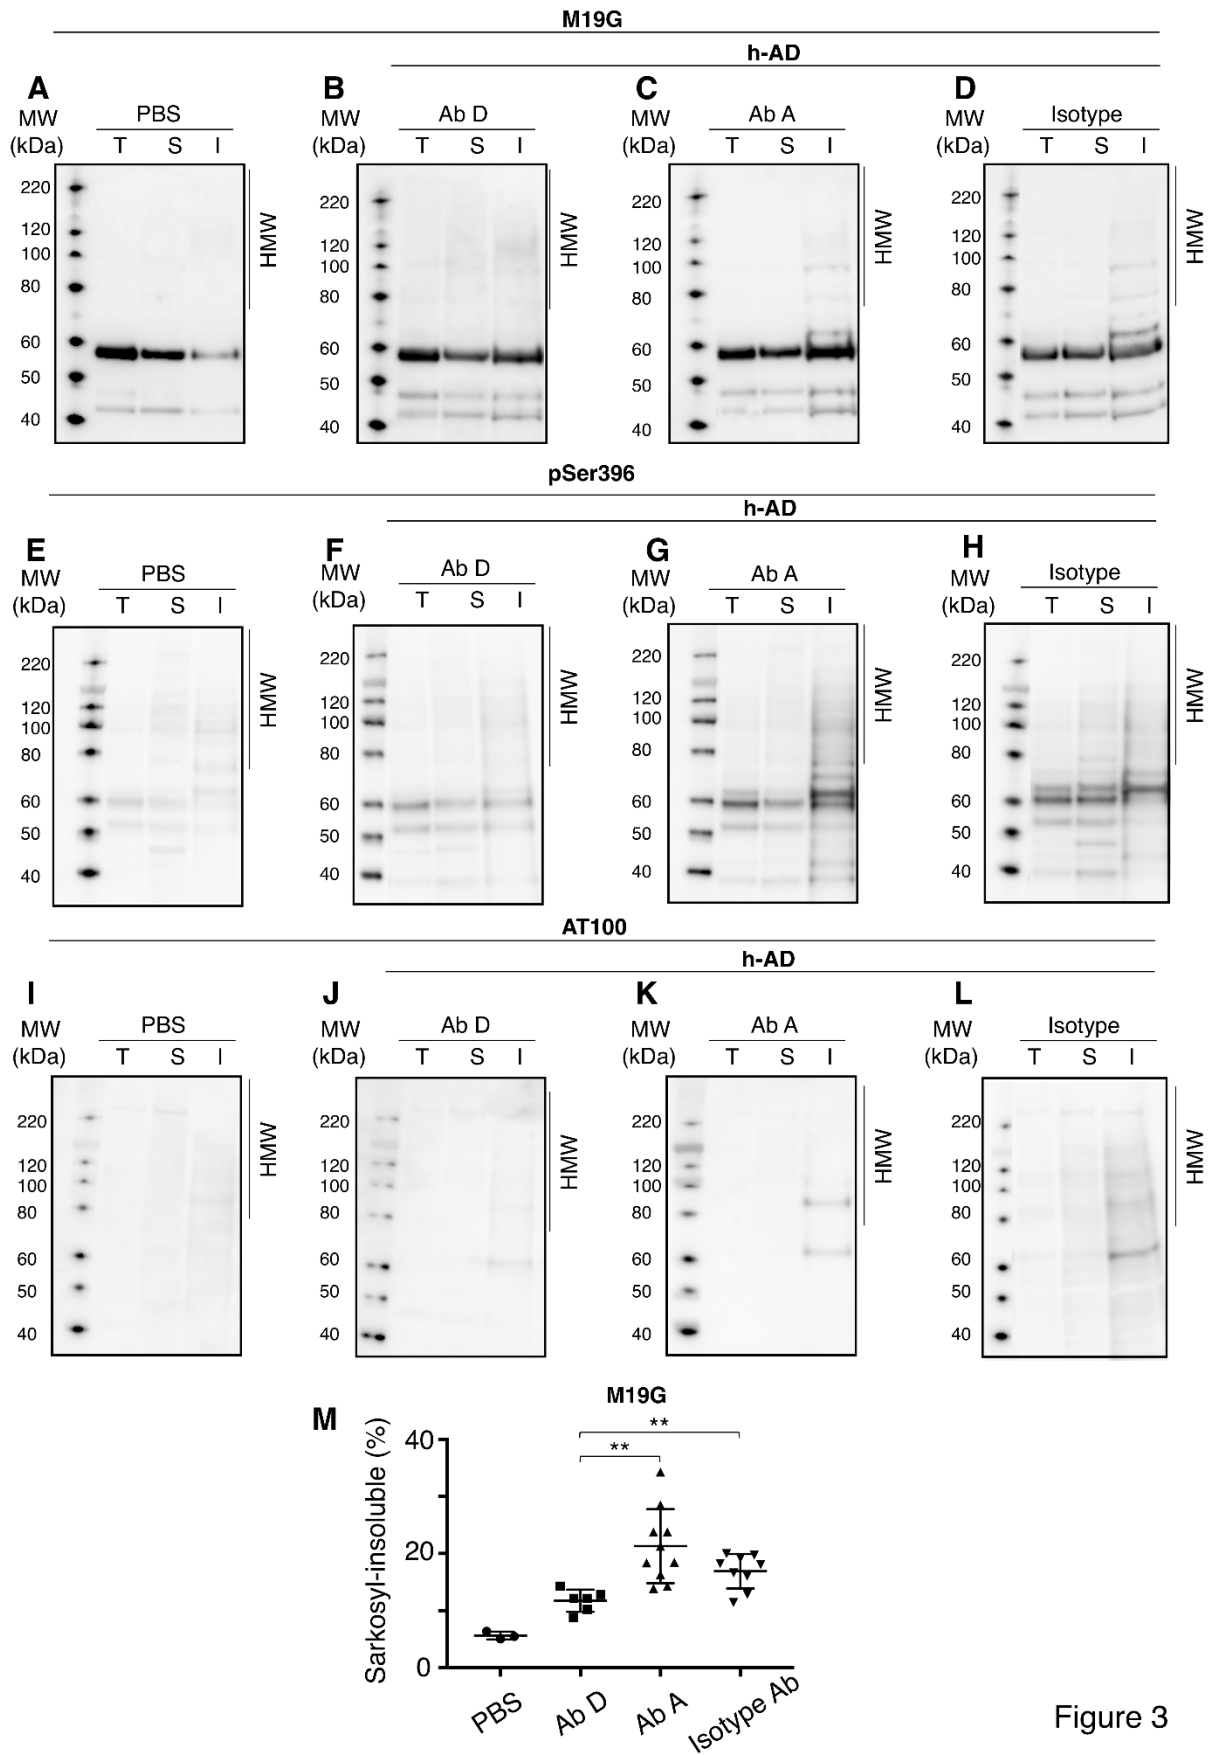 M19G
h-AD
A B C D
MW PBS MW Ab D MW Ab A MW Isotype
(kDa) T S I (kDa) T S I (kDa) T S I (kDa) T S I
220 220 220 220
120 120 120 120
100 100 100 100
80 80 80 80
60 60 60 60
50 50 50 50
40 40 40 40
HMW HMW HMW HMW
pSer396
h-AD
E F G H
MW PBS MW Ab D MW Ab A MW Isotype
(kDa) T S I (kDa) T S I (kDa) T S I (kDa) T S I
220 220 220 220
120 120 120 120
100 100 100 100
80 80 80 80
60 60 60 60
50 50 50 50
40 40 40 40
HMW HMW HMW HMW
AT100
h-AD
I J K L
MW PBS MW Ab D MW Ab A MW Isotype
(kDa) T S I (kDa) T S I (kDa) T S I (kDa) T S I
220 220 220 220
120 120 120 120
100 100 100 100
80 80 80 80
60 60 60 60
50 50 50 50
40 40 40 40
HMW HMW HMW HMW
M19G
M
Sarkosyl-insoluble (%)
40
20
0
**
**
PBS Ab D Ab A Isotype Ab
Figure 3